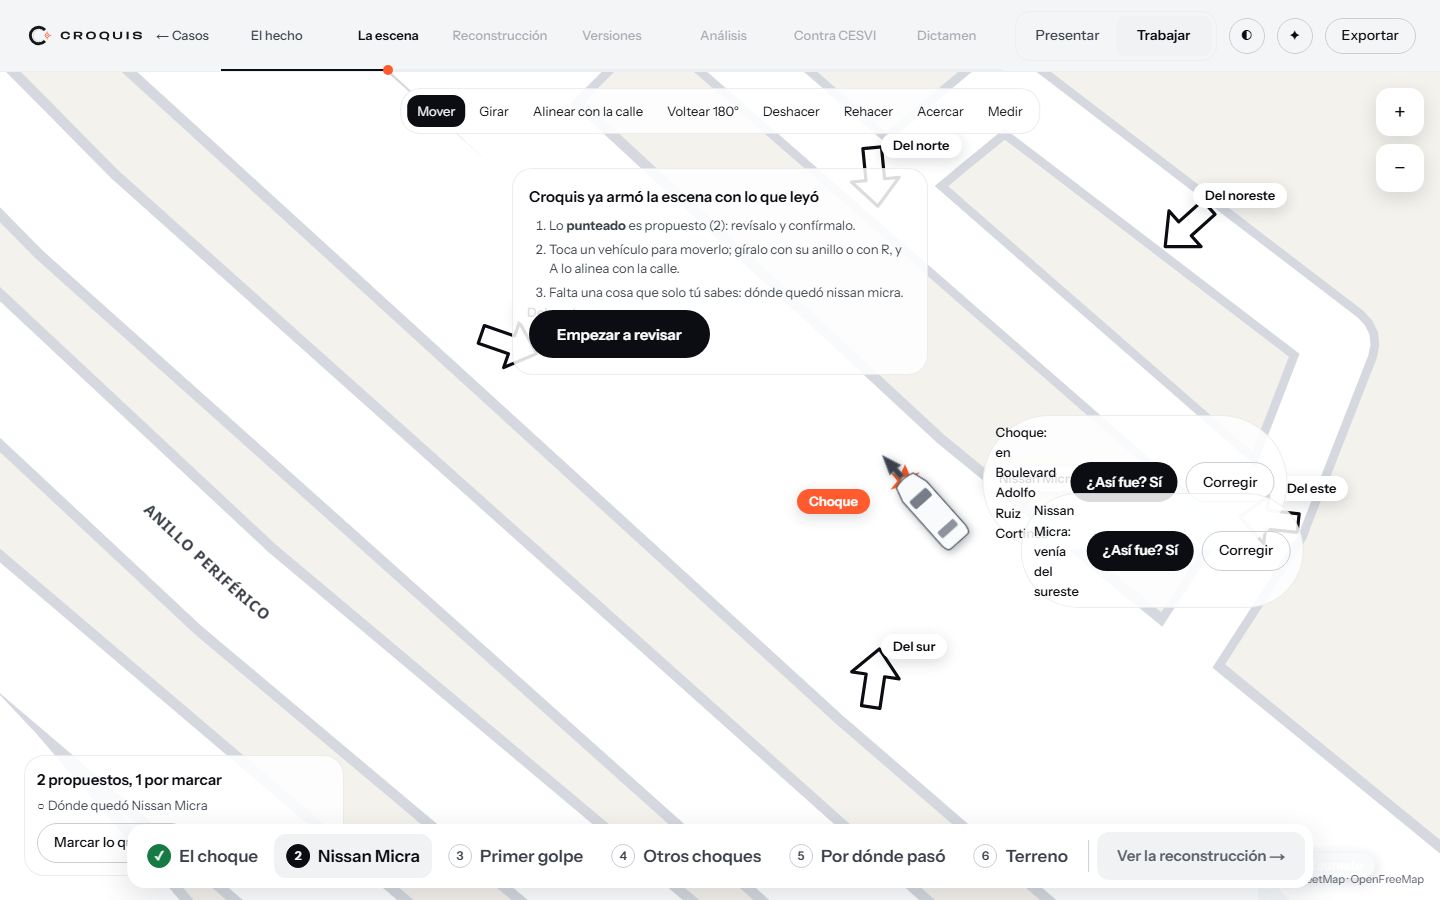 CROQUIS
← Casos
El hecho
La escena
Reconstrucción
Versiones
Análisis
Contra CESVI
Dictamen
Presentar
Trabajar
Exportar
Mover
Girar
Alinear con la calle
Voltear 180°
Deshacer
Rehacer
Acercar
Medir
+
−
Del norte
Del noreste
Croquis ya armó la escena con lo que leyó
1. Lo punteado es propuesto (2): revísalo y confírmalo.
2. Toca un vehículo para moverlo; gíralo con su anillo o con R, y
A lo alinea con la calle.
3. Falta una cosa que solo tú sabes: dónde quedó nissan micra.
Empezar a revisar
Choque:
en
Boulevard
Adolfo
Ruiz
¿Así fue? Sí
Corregir
Del este
Choque
Nissan
Micra:
venía
del
sureste
¿Así fue? Sí
Corregir
ANILLO PERIFÉRICO
Del sur
2 propuestos, 1 por marcar
○ Dónde quedó Nissan Micra
Marcar lo
✓ El choque
2 Nissan Micra
3 Primer golpe
4 Otros choques
5 Por dónde pasó
6 Terreno
Ver la reconstrucción →
OpenFreeMap